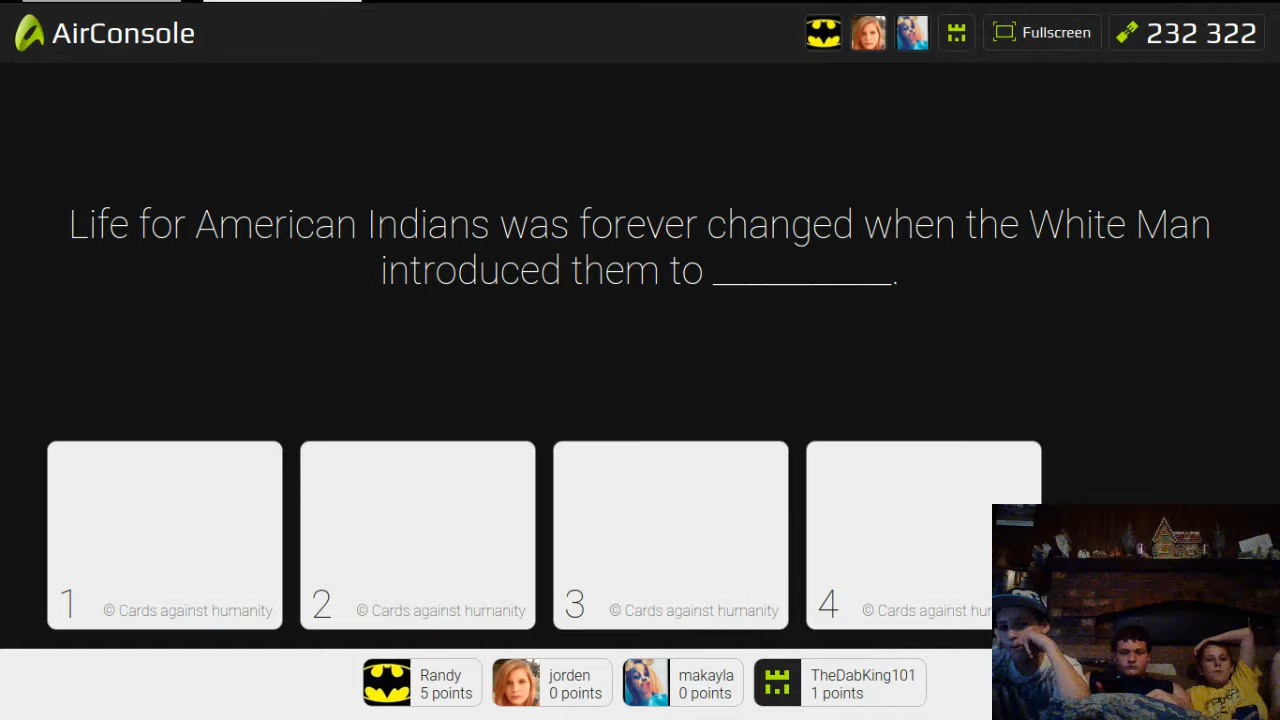 AirConsole
Fullscreen
232 322
Life for American Indians was forever changed when the White Man
introduced them to __________.
1 © Cards against humanity
2 © Cards against humanity
3 © Cards against humanity
4 © Cards against hum
Randy
5 points
jorden
0 points
makayla
0 points
TheDabKing101
1 points